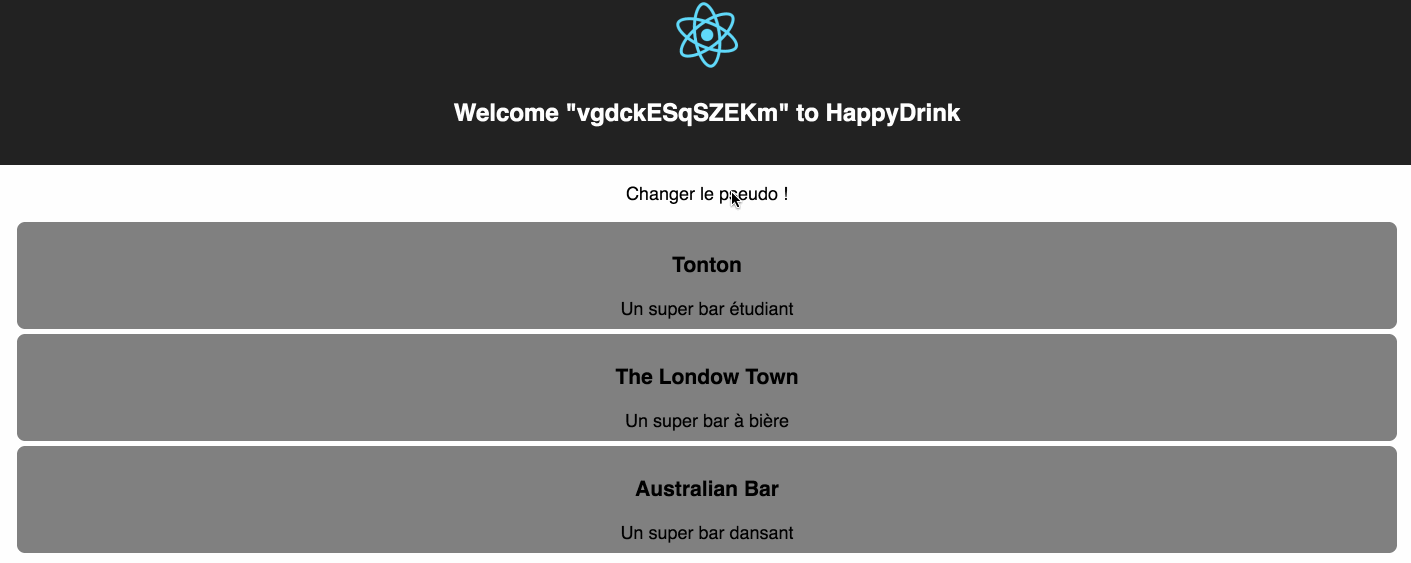 Welcome "vgdckESqSZEKm" to HappyDrink
Changer le pseudo !
Tonton
Un super bar étudiant
The Londow Town
Un super bar à bière
Australian Bar
Un super bar dansant